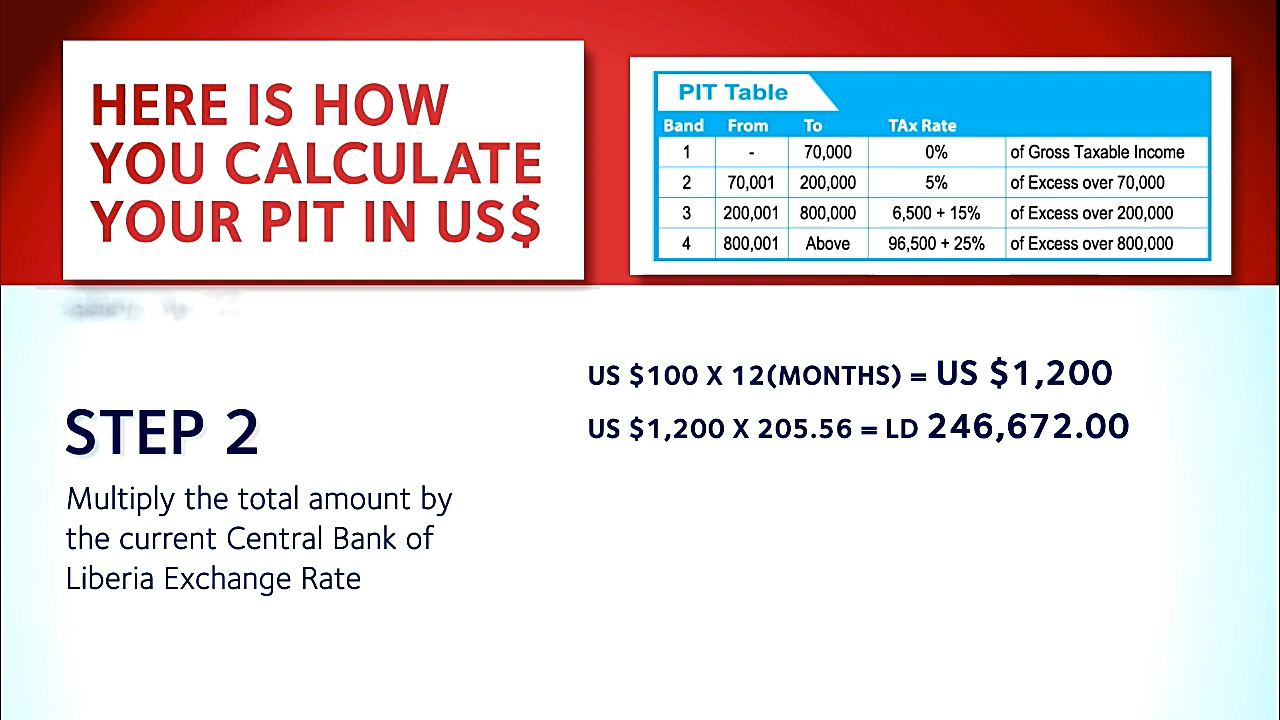 HERE IS HOW
YOU CALCULATE
YOUR PIT IN US$
PIT Table
Band From To TAx Rate
1 - 70,000 0% of Gross Taxable Income
2 70,001 200,000 5% of Excess over 70,000
3 200,001 800,000 6,500 + 15% of Excess over 200,000
4 800,001 Above 96,500 + 25% of Excess over 800,000
US $100 X 12(MONTHS) = US $1,200
US $1,200 X 205.56 = LD 246,672.00
STEP 2
Multiply the total amount by
the current Central Bank of
Liberia Exchange Rate